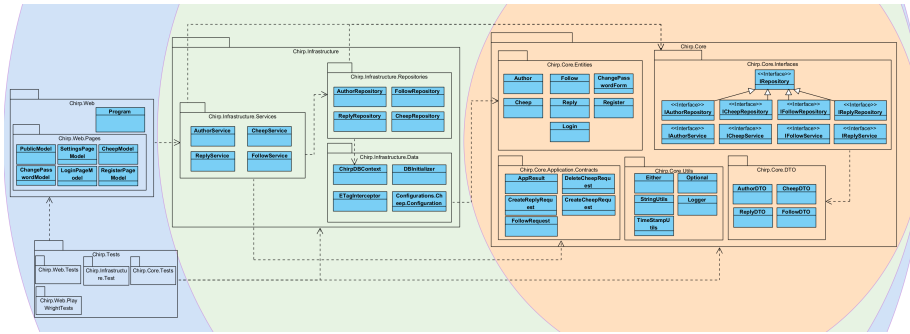 Chirp.Web
Program
Chirp.Web.Pages
PublicModel
SettingsPage
Model
CheepModel
ChangePass
wordModel
LoginPageM
odel
RegisterPage
Model
Chirp.Tests
Chirp.Web.Tests
Chirp.Infrastructu
re.Test
Chirp.Core.Tests
Chirp.Web.Play
WrightTests
Chirp.Infrastructure
Chirp.Infrastructure.Services
AuthorService
CheepService
ReplyService
FollowService
Chirp.Infrastructure.Repositories
AuthorRepository
FollowRepository
ReplyRepository
CheepRepository
Chirp.Infrastructure.Data
ChirpDBContext
DBInitializer
ETagInterceptor
Configurations.Ch
eep.Configuration
Chirp.Core
Chirp.Core.Entities
Author
Follow
ChangePass
wordForm
Cheep
Reply
Register
Login
Chirp.Core.Interfaces
<<Interface>>
IRepository
<<Interface>>
IAuthorRepository
<<Interface>>
ICheepRepository
<<Interface>>
IFollowRepository
<<Interface>>
IReplyRepository
<<Interface>>
IAuthorService
<<Interface>>
ICheepService
<<Interface>>
IFollowService
<<Interface>>
IReplyService
Chirp.Core.Application.Contracts
AppResult
DeleteCheepRequ
est
CreateReplyRequ
est
CreateCheepRequ
est
FollowRequest
Chirp.Core.Utils
Either
Optional
StringUtils
Logger
TimeStampU
tils
Chirp.Core.DTO
AuthorDTO
CheepDTO
ReplyDTO
FollowDTO